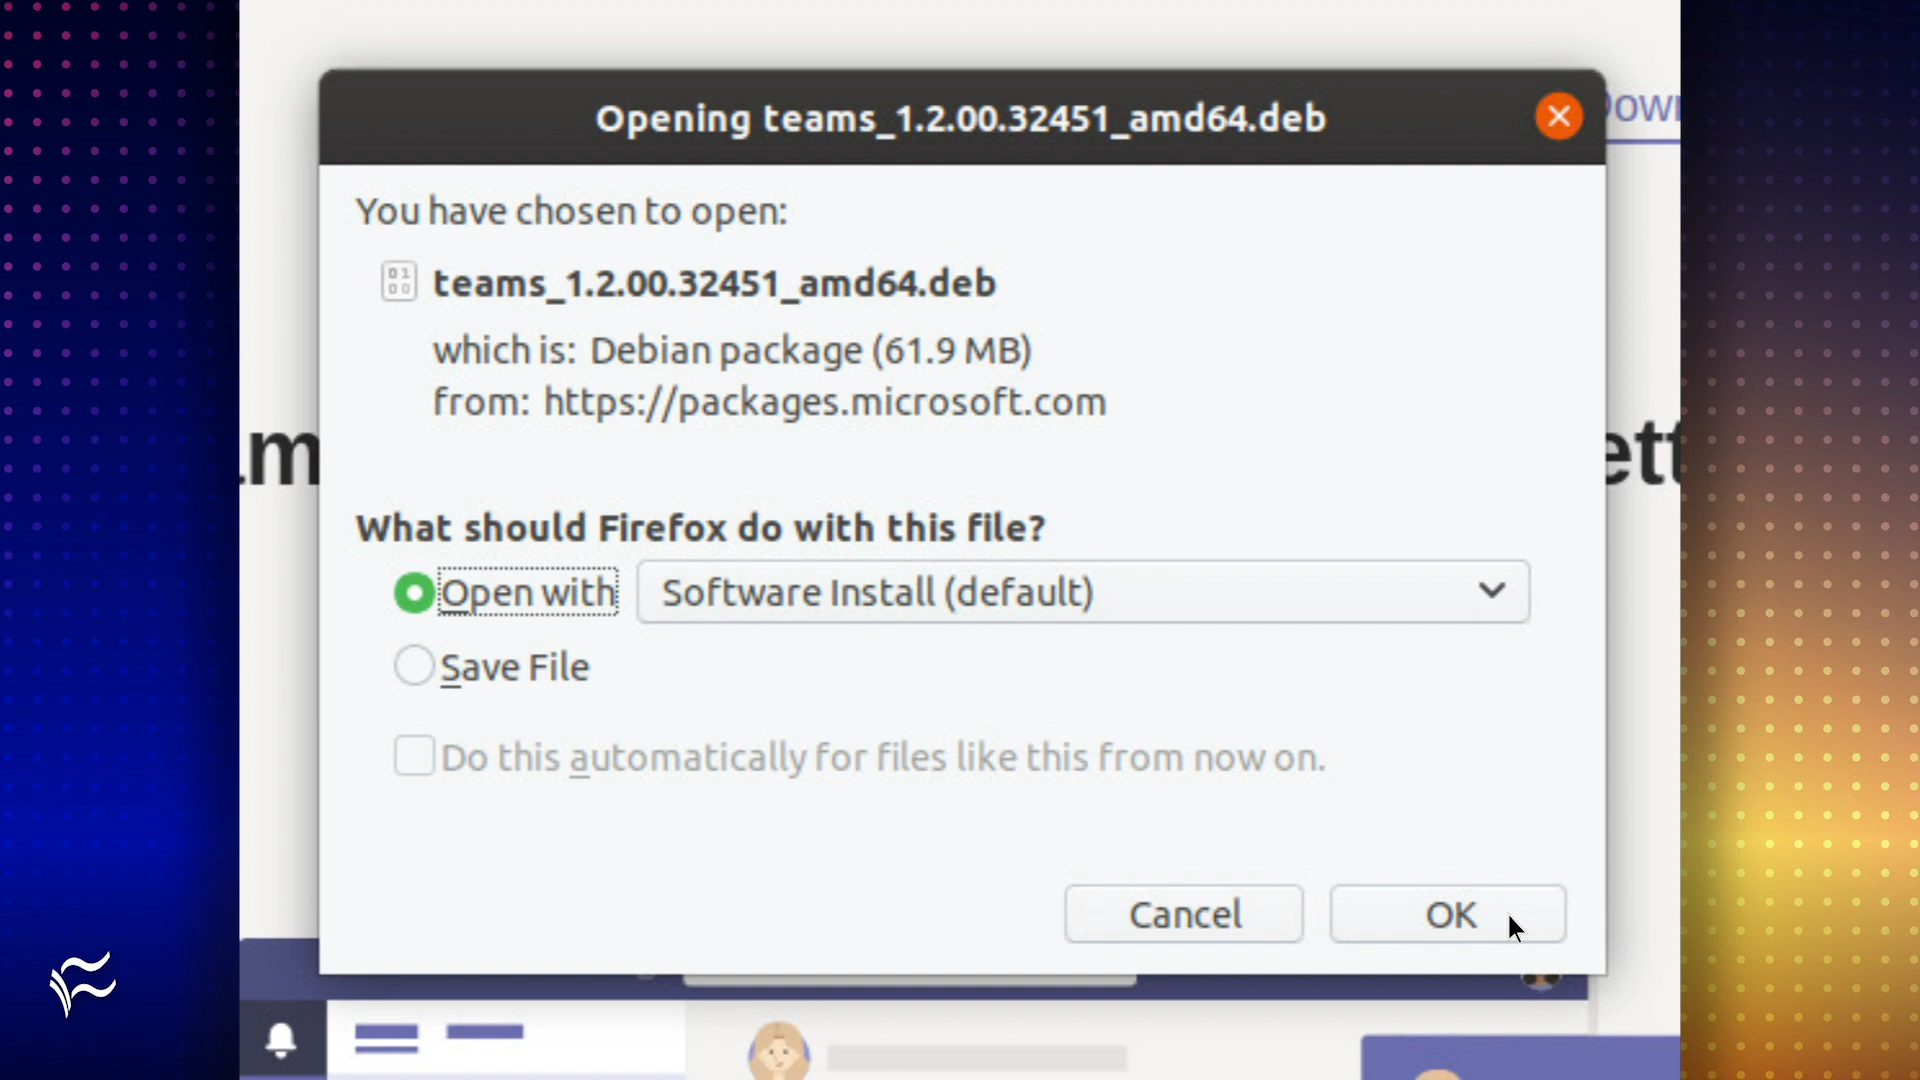 Opening teams_1.2.00.32451_amd64.deb
You have chosen to open:
teams_1.2.00.32451_amd64.deb
which is: Debian package (61.9 MB)
from: https://packages.microsoft.com
What should Firefox do with this file?
Open with Software Install (default)
Save File
Do this automatically for files like this from now on.
Cancel OK